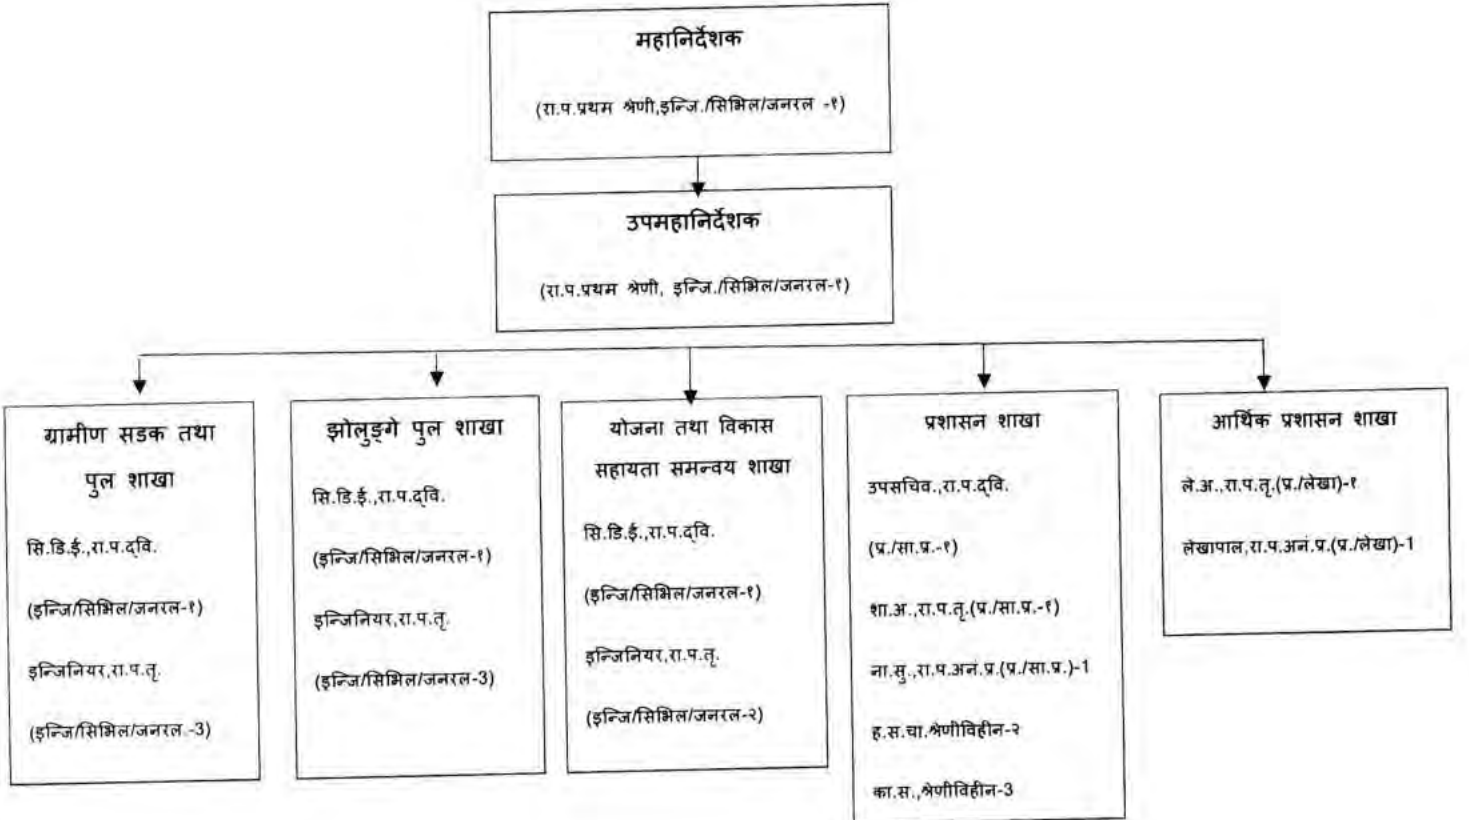 महानिर्देशक
(रा.प.प्रथम श्रेणी,इन्जि./सिभिल/जनरल -१)
उपमहानिर्देशक
(रा.प.प्रथम श्रेणी, इन्जि./सिभिल/जनरल-१)
ग्रामीण सडक तथा
पुल शाखा
सि.डि.ई.,रा.प.द्वि.
(इन्जि/सिभिल/जनरल-१)
इन्जिनियर,रा.प.तृ.
(इन्जि/सिभिल/जनरल.-3)
झोलुङ्गे पुल शाखा
सि.डि.ई.,रा.प.द्वि.
(इन्जि/सिभिल/जनरल-१)
इन्जिनियर,रा.प.तृ.
(इन्जि/सिभिल/जनरल-3)
योजना तथा विकास
सहायता समन्वय शाखा
सि.डि.ई.,रा.प.द्वि.
(इन्जि/सिभिल/जनरल-१)
इन्जिनियर,रा.प.तृ.
(इन्जि/सिभिल/जनरल-२)
प्रशासन शाखा
उपसचिव.,रा.प.द्वि.
(प्र./सा.प्र.-१)
शा.अ.,रा.प.तृ.(प्र./सा.प्र.-१)
ना.सु.,रा.प.अनं.प्र.(प्र./सा.प्र.)-1
ह.स.चा.श्रेणीविहीन-२
का.स.,श्रेणीविहीन-3
आर्थिक प्रशासन शाखा
ले.अ.,रा.प.तृ.(प्र./लेखा)-१
लेखापाल,रा.प.अनं.प्र.(प्र./लेखा)-1